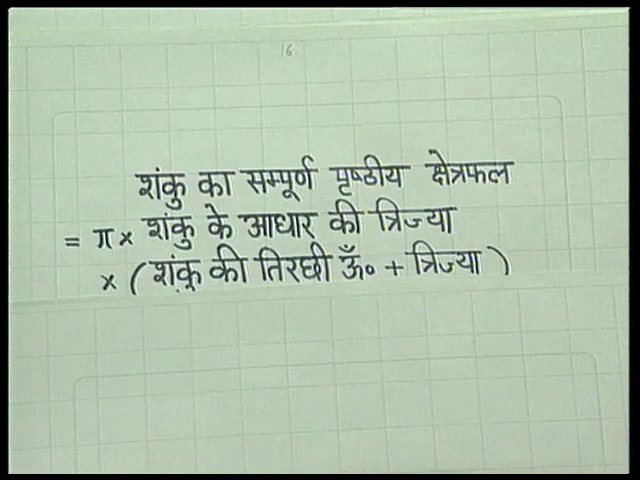 16
शंकु का सम्पूर्ण पृष्ठीय क्षेत्रफल
= π × शंकु के आधार की त्रिज्या
× ( शंकू की तिरछी ऊँ० + त्रिज्या )